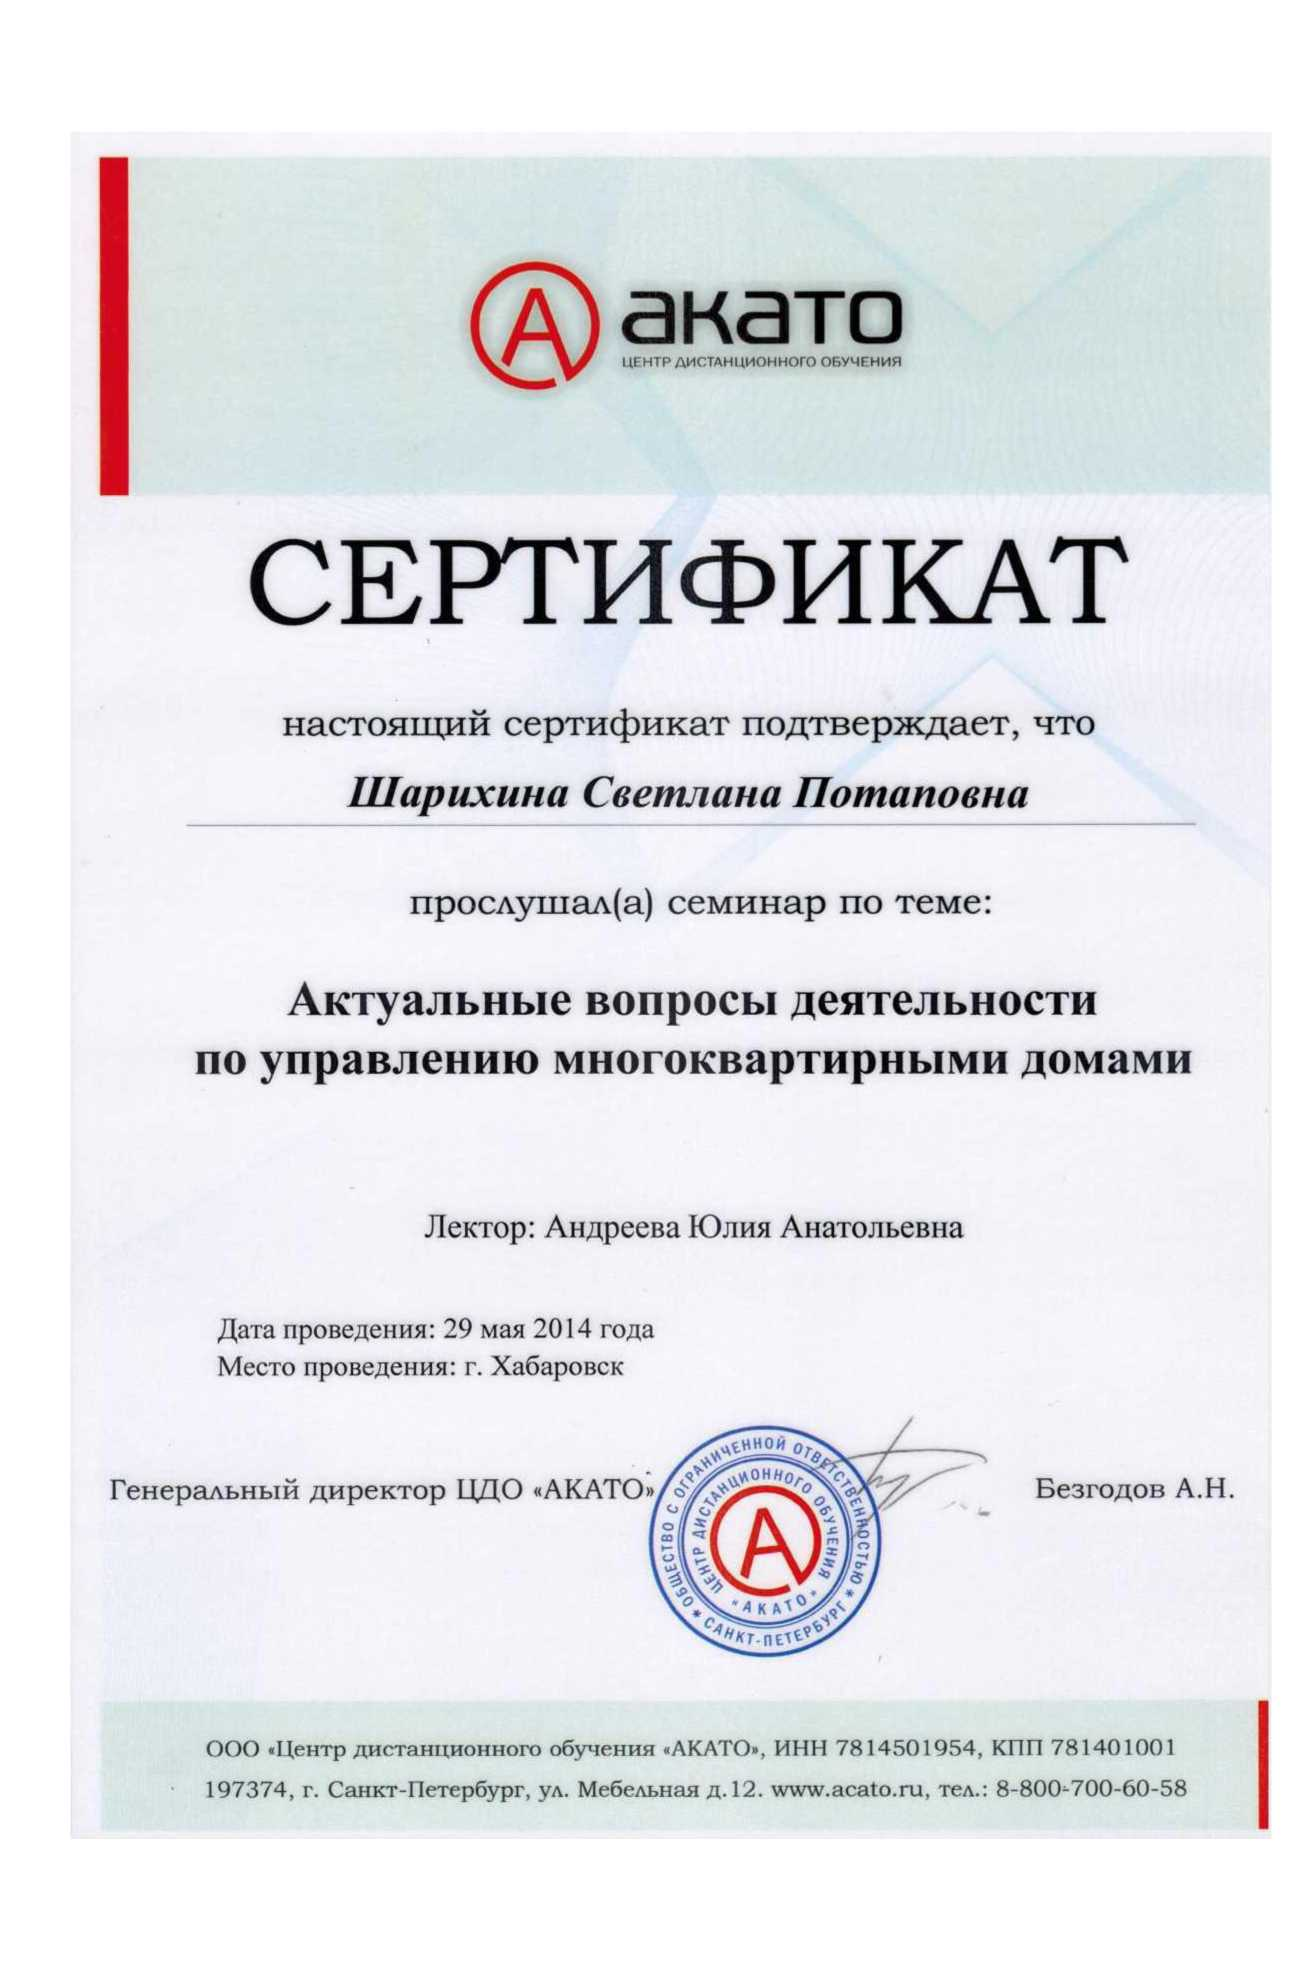 акато
ЦЕНТР ДИСТАНЦИОННОГО ОБУЧЕНИЯ
СЕРТИФИКАТ
настоящий сертификат подтверждает, что
Шарихина Светлана Потаповна
прослушал(а) семинар по теме:
Актуальные вопросы деятельности
по управлению многоквартирными домами
Лектор: Андреева Юлия Анатольевна
Дата проведения: 29 мая 2014 года
Место проведения: г. Хабаровск
Генеральный директор ЦДО «АКАТО»
Безгодов А.Н.
ОБЩЕСТВО С ОГРАНИЧЕННОЙ ОТВЕТСТВЕННОСТЬЮ * САНКТ-ПЕТЕРБУРГ *
ЦЕНТР ДИСТАНЦИОННОГО ОБУЧЕНИЯ «АКАТО»
ООО «Центр дистанционного обучения «АКАТО», ИНН 7814501954, КПП 781401001
197374, г. Санкт-Петербург, ул. Мебельная д.12. www.acato.ru, тел.: 8-800-700-60-58